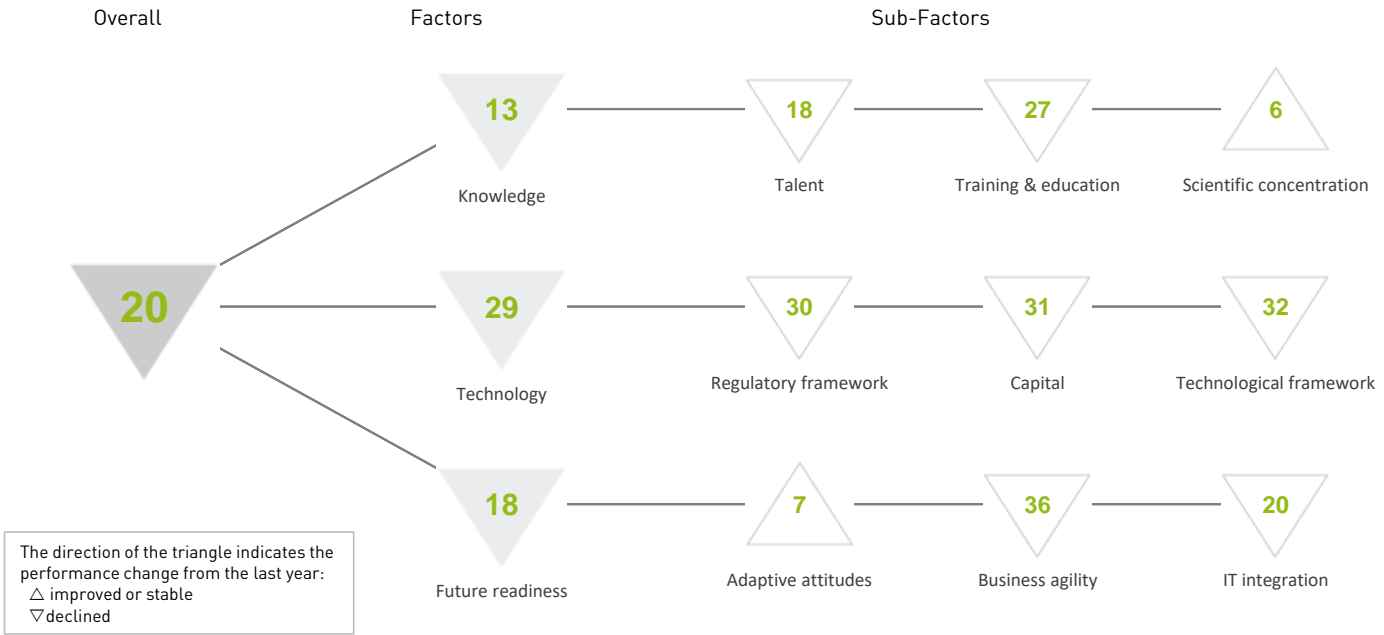 Overall
Factors
Sub-Factors
13
18
27
6
Knowledge
Talent
Training & education
Scientific concentration
20
29
30
31
32
Technology
Regulatory framework
Capital
Technological framework
18
7
36
20
Future readiness
Adaptive attitudes
Business agility
IT integration
The direction of the triangle indicates the
performance change from the last year:
△ improved or stable
▽ declined